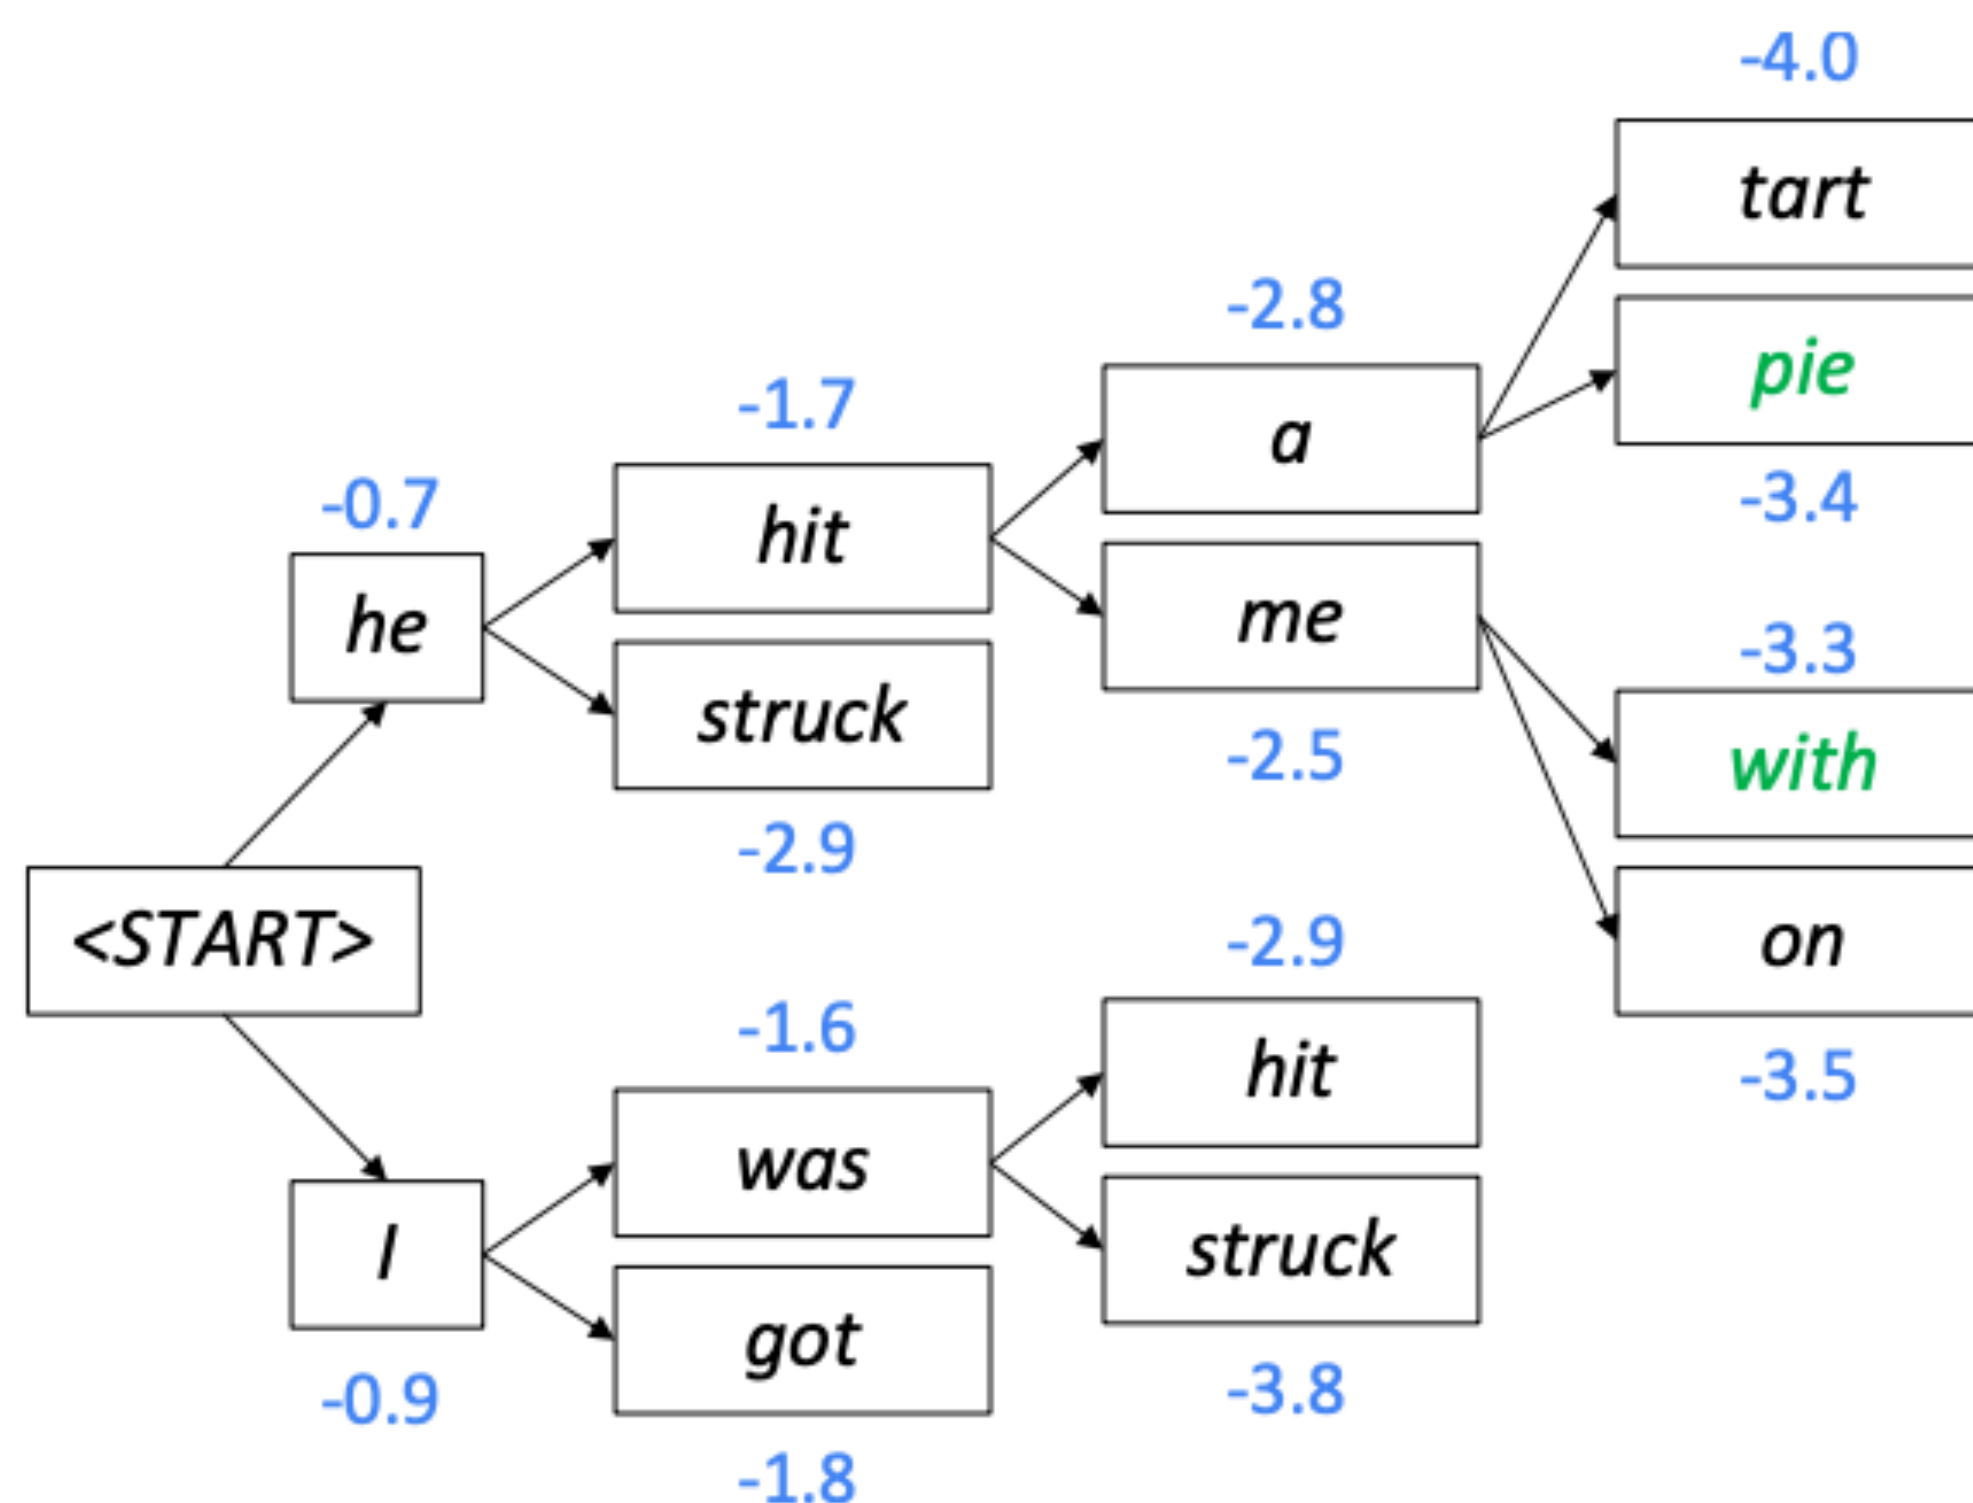 -4.0
tart
-2.8
pie
-1.7
a
-3.4
-0.7
hit
he
me
-3.3
struck
-2.5
with
-2.9
<START>
-2.9
on
-1.6
hit
-3.5
was
I
struck
got
-0.9
-3.8
-1.8